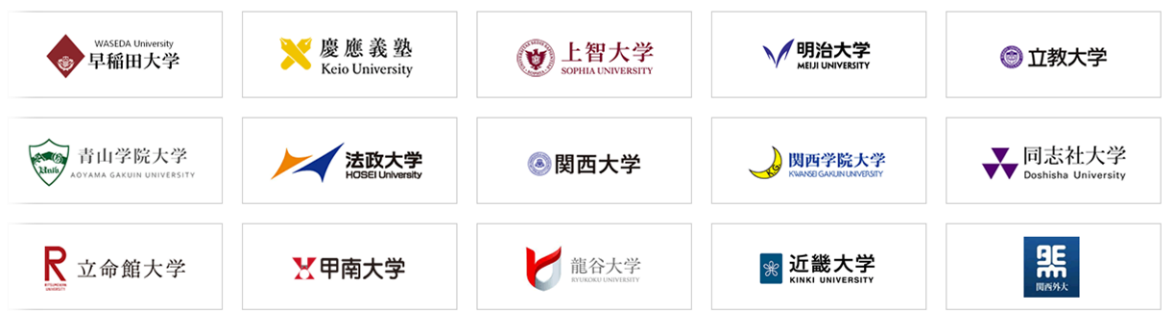 WASEDA University
早稲田大学
慶應義塾
Keio University
上智大学
SOPHIA UNIVERSITY
明治大学
MEIJI UNIVERSITY
立教大学
青山学院大学
AOYAMA GAKUIN UNIVERSITY
法政大学
HOSEI University
関西大学
KG
関西学院大学
KWANSEI GAKUIN UNIVERSITY
同志社大学
Doshisha University
R
RITSUMEIKAN
UNIVERSITY
立命館大学
甲南大学
龍谷大学
RYUKOKU UNIVERSITY
近畿大学
KINKI UNIVERSITY
関西外大